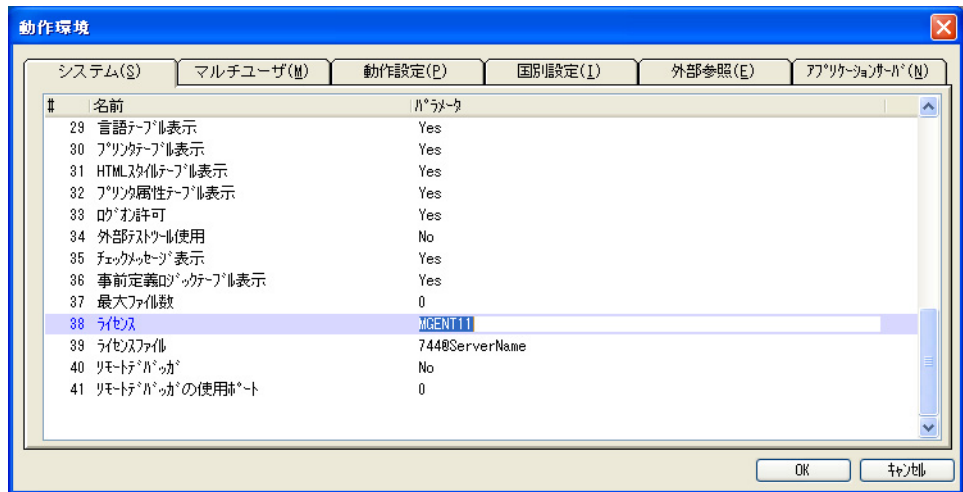 動作環境
システム(S) マルチユーザ(M) 動作設定(P) 国別設定(I) 外部参照(E) ｱﾌﾟﾘｹｰｼｮﾝｻｰﾊﾞ(N)
# 名前 ﾊﾟﾗﾒｰﾀ
29 言語ﾃｰﾌﾞﾙ表示 Yes
30 ﾌﾟﾘﾝﾀﾃｰﾌﾞﾙ表示 Yes
31 HTMLｽﾀｲﾙﾃｰﾌﾞﾙ表示 Yes
32 ﾌﾟﾘﾝﾀ属性ﾃｰﾌﾞﾙ表示 Yes
33 ﾛｸﾞｵﾝ許可 Yes
34 外部ﾃｽﾄﾂｰﾙ使用 No
35 ﾁｪｯｸﾒｯｾｰｼﾞ表示 Yes
36 事前定義ﾛｼﾞｯｸﾃｰﾌﾞﾙ表示 Yes
37 最大ﾌｧｲﾙ数 0
38 ﾗｲｾﾝｽ MGENT11
39 ﾗｲｾﾝｽﾌｧｲﾙ 744@ServerName
40 ﾘﾓｰﾄﾃﾞﾊﾞｯｶﾞ No
41 ﾘﾓｰﾄﾃﾞﾊﾞｯｶﾞの使用ﾎﾟｰﾄ 0
OK ｷｬﾝｾﾙ